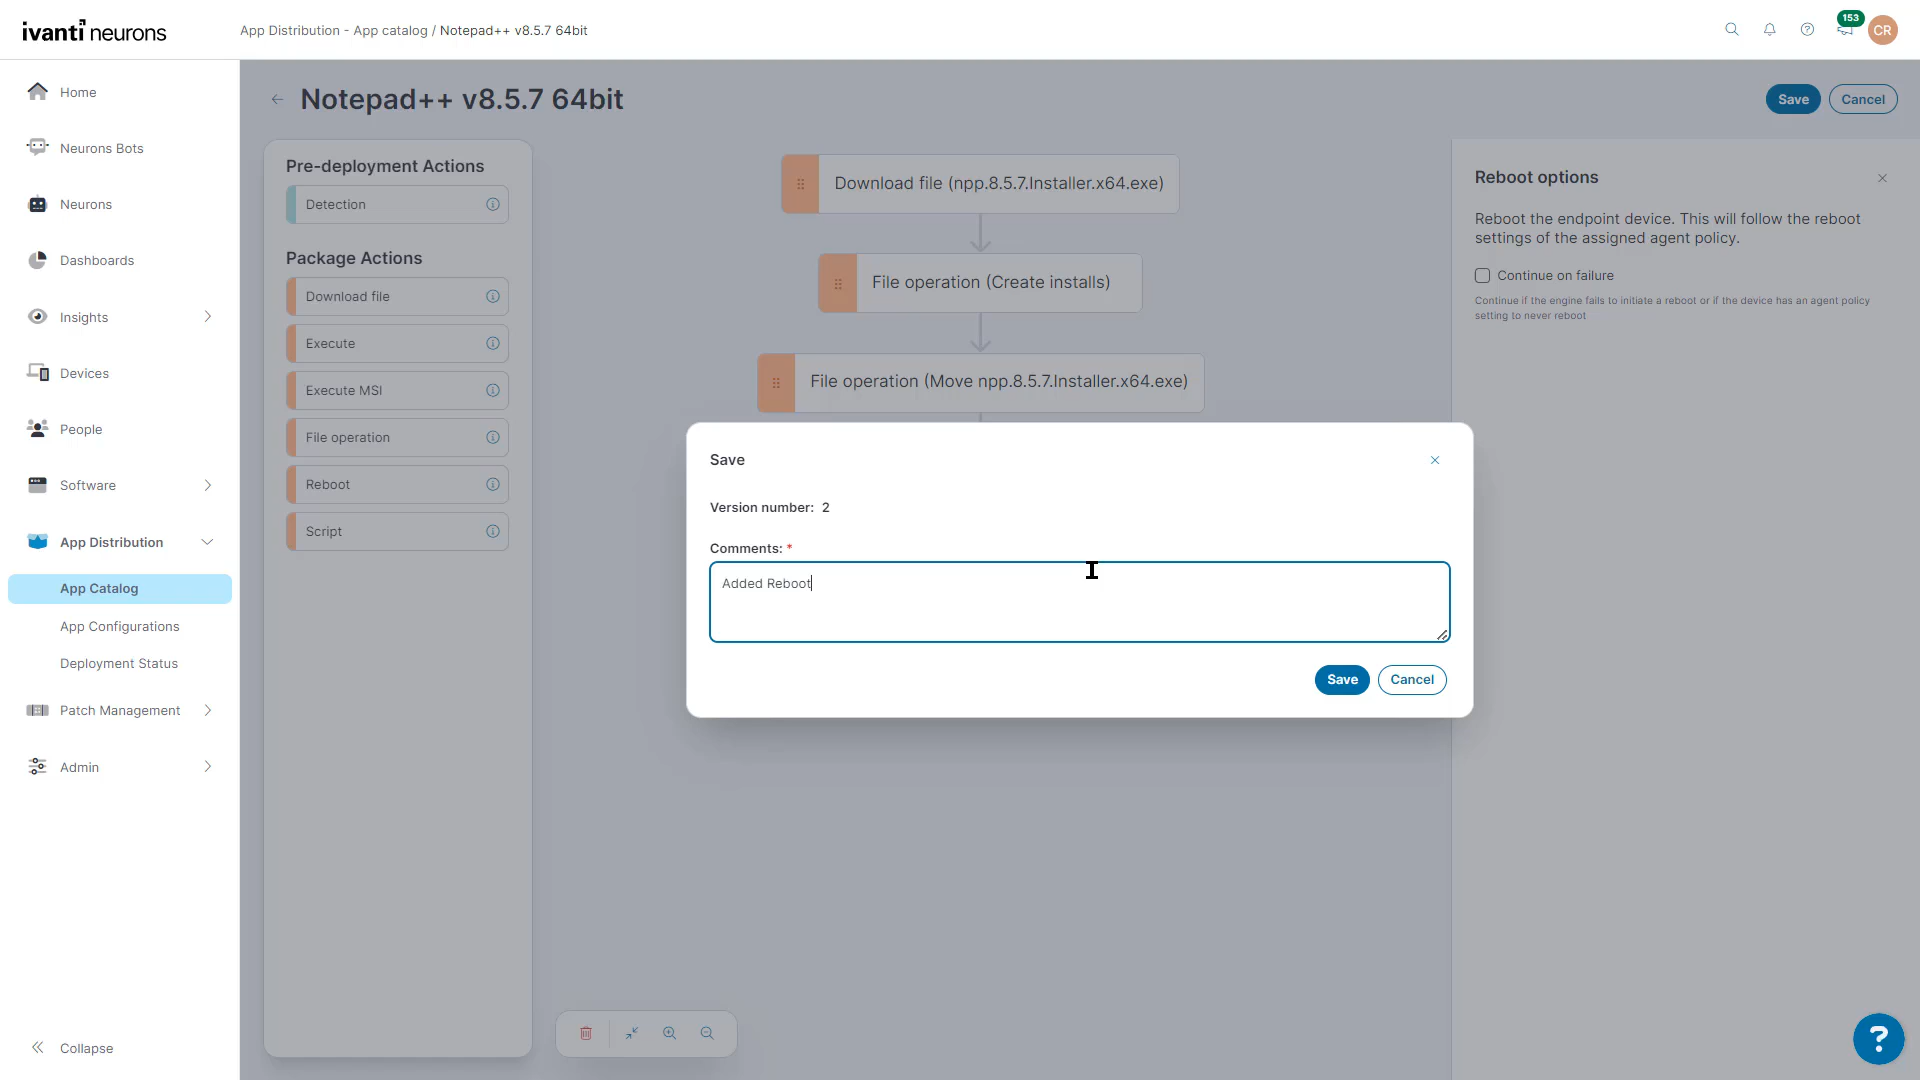 ivanti neurons
App Distribution - App catalog / Notepad++ v8.5.7 64bit
153
CR
Home
Neurons Bots
Neurons
Dashboards
Insights
Devices
People
Software
App Distribution
App Catalog
App Configurations
Deployment Status
Patch Management
Admin
Collapse
Notepad++ v8.5.7 64bit
Save
Cancel
Pre-deployment Actions
Detection
Package Actions
Download file
Execute
Execute MSI
File operation
Reboot
Script
Download file (npp.8.5.7.Installer.x64.exe)
File operation (Create installs)
File operation (Move npp.8.5.7.Installer.x64.exe)
Reboot options
Reboot the endpoint device. This will follow the reboot
settings of the assigned agent policy.
Continue on failure
Continue if the engine fails to initiate a reboot or if the device has an agent policy
setting to never reboot
Save
Version number: 2
Comments: *
Added Reboot
Save
Cancel
?